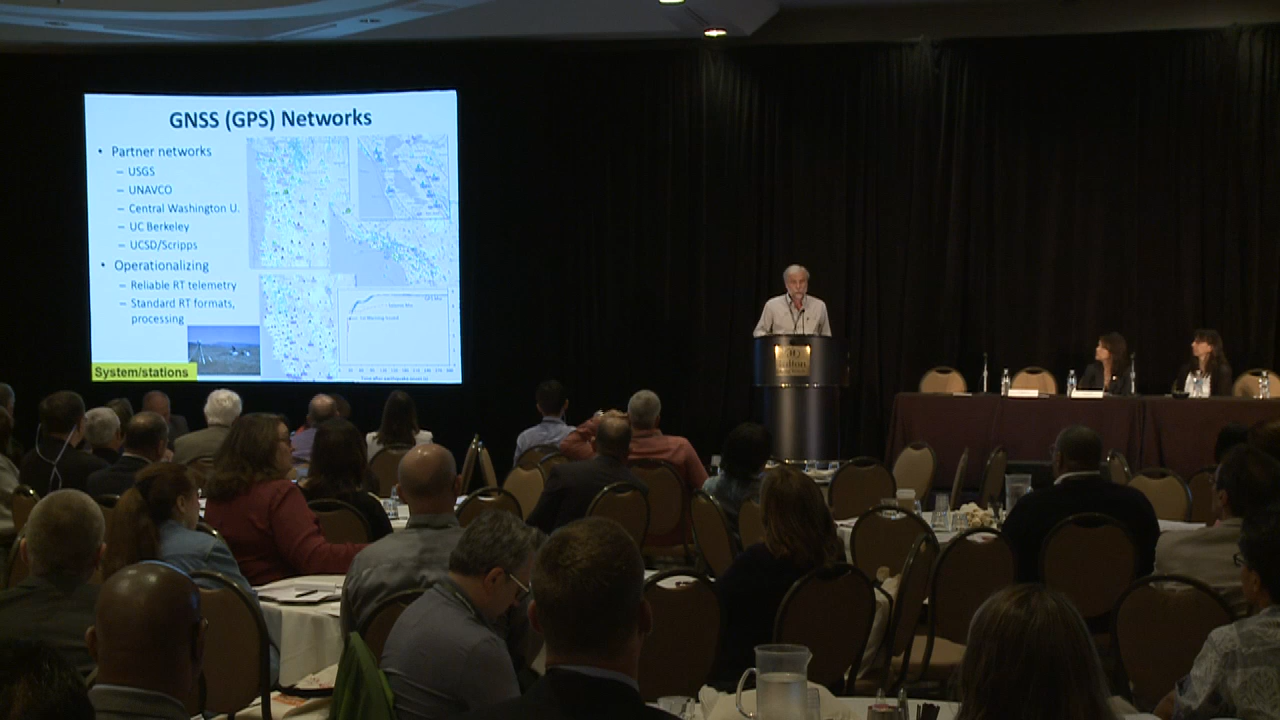 GNSS (GPS) Networks
• Partner networks
– USGS
– UNAVCO
– Central Washington U.
– UC Berkeley
– UCSD/Scripps
• Operationalizing
– Reliable RT telemetry
– Standard RT formats,
processing
System/stations
Hilton